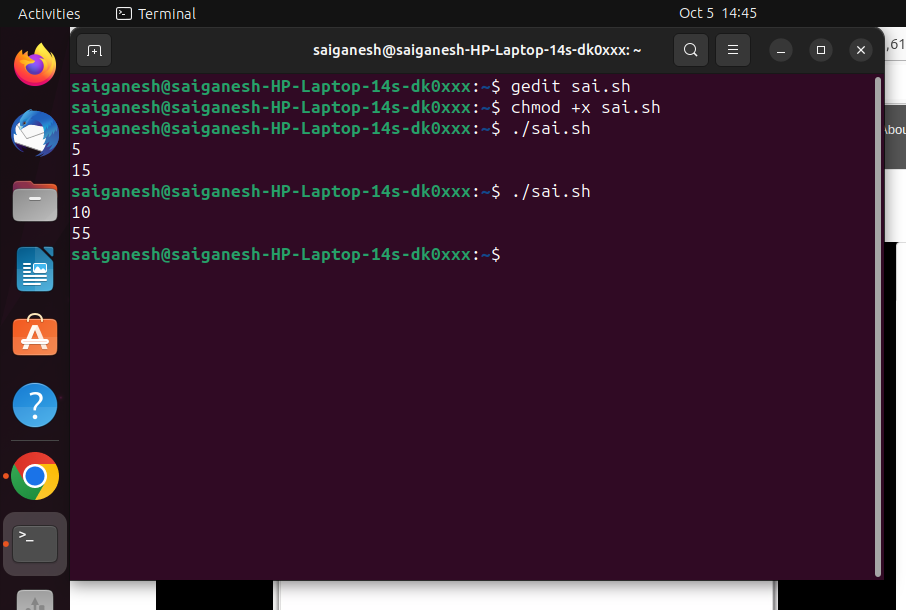 Activities
Terminal
Oct 5 14:45
saiganesh@saiganesh-HP-Laptop-14s-dk0xxx: ~
,61
saiganesh@saiganesh-HP-Laptop-14s-dk0xxx:~$ gedit sai.sh
saiganesh@saiganesh-HP-Laptop-14s-dk0xxx:~$ chmod +x sai.sh
saiganesh@saiganesh-HP-Laptop-14s-dk0xxx:~$ ./sai.sh
5
15
saiganesh@saiganesh-HP-Laptop-14s-dk0xxx:~$ ./sai.sh
10
55
saiganesh@saiganesh-HP-Laptop-14s-dk0xxx:~$
>_